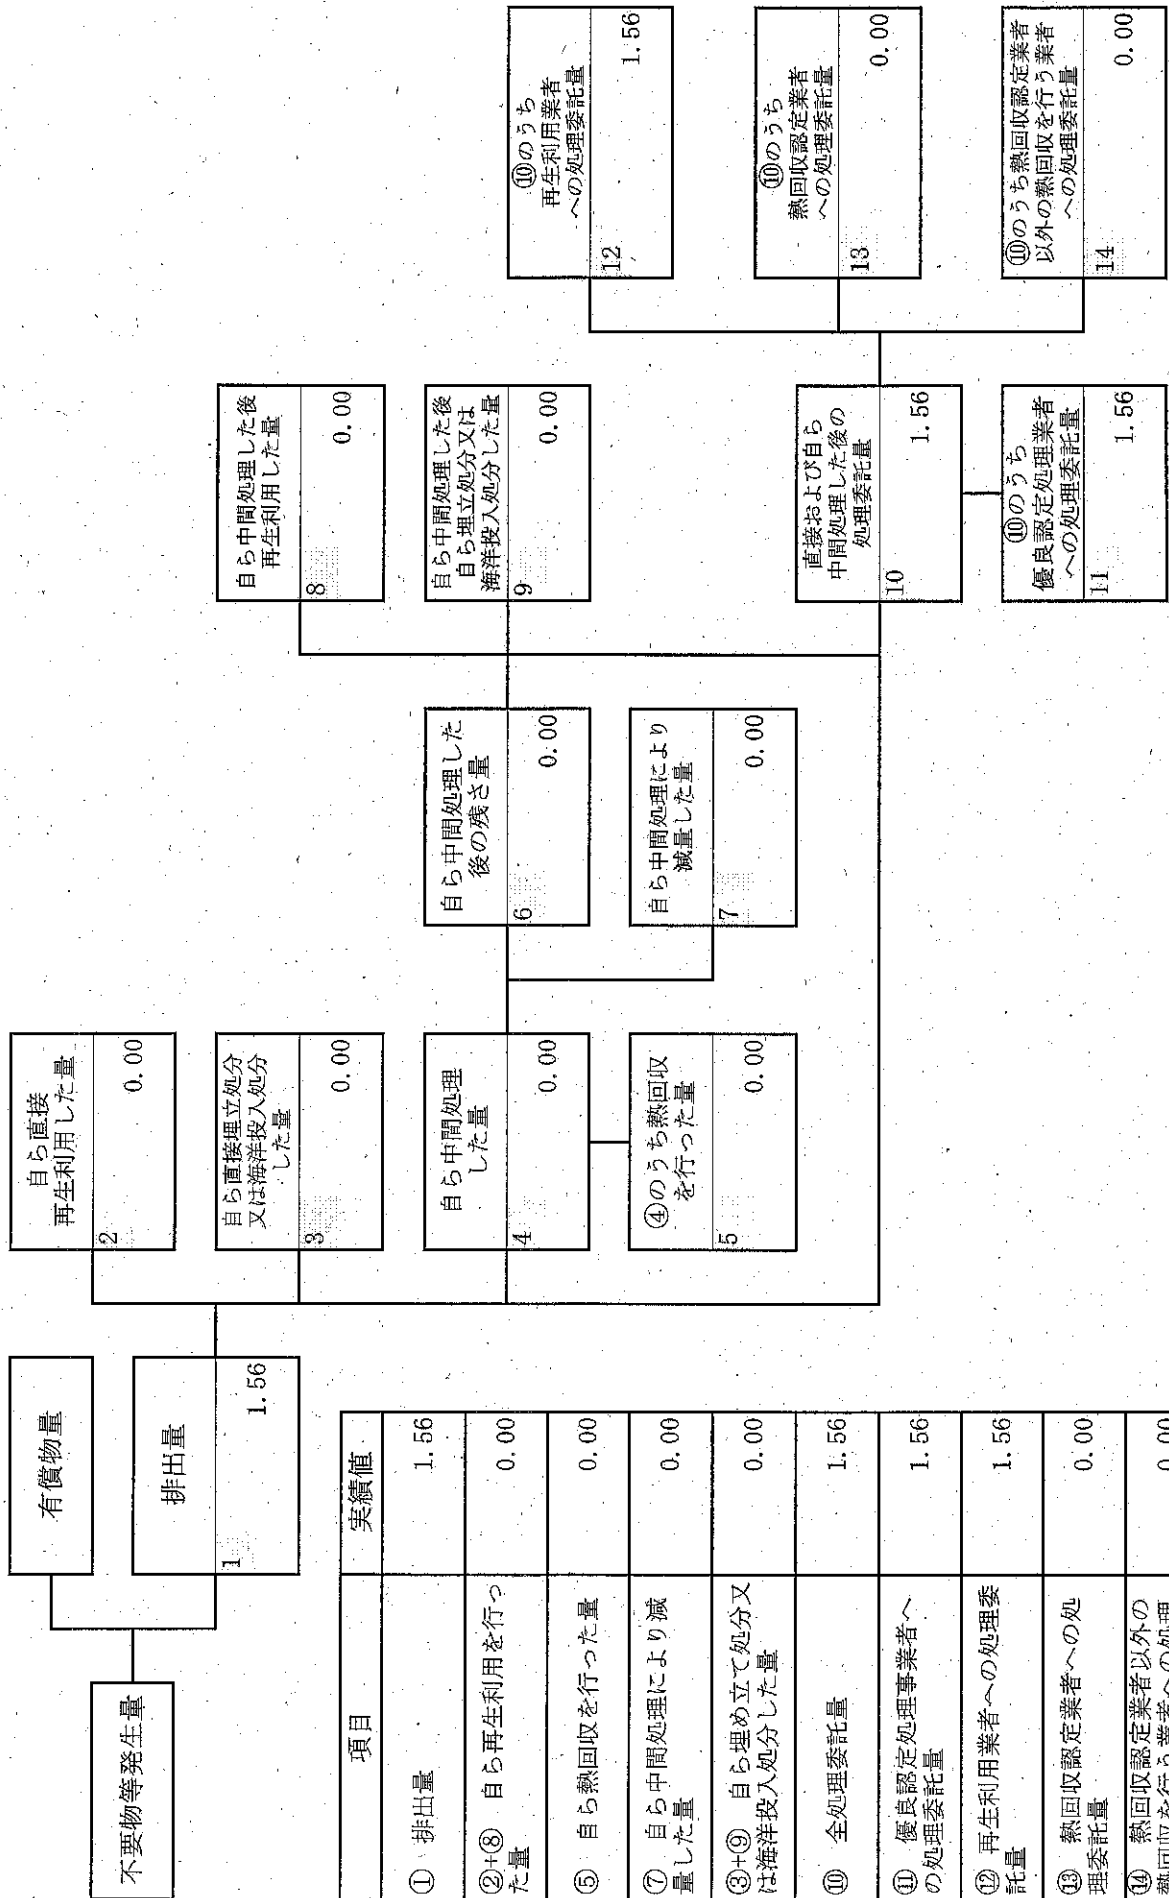 不要物等発生量
有償物量
排出量
1
1.56
自ら直接
再生利用した量
2
0.00
自ら直接埋立処分
又は海洋投入処分
した量
3
0.00
自ら中間処理
した量
4
0.00
④のうち熱回収
を行った量
5
0.00
自ら中間処理した
後の残さ量
6
0.00
自ら中間処理により
減量した量
7
0.00
自ら中間処理した後
再生利用した量
8
0.00
自ら中間処理した後
自ら埋立処分又は
海洋投入処分した量
9
0.00
直接および自ら
中間処理した後の
処理委託量
10
1.56
⑩のうち
優良認定処理業者
への処理委託量
11
1.56
⑩のうち
再生利用業者
への処理委託量
12
1.56
⑩のうち
熱回収認定業者
への処理委託量
13
0.00
⑩のうち熱回収認定業者
以外の熱回収を行う業者
への処理委託量
14
0.00
項目 実績値
① 排出量 1.56
②+⑧ 自ら再生利用を行っ
た量 0.00
⑤ 自ら熱回収を行った量 0.00
⑦ 自ら中間処理により減
量した量 0.00
③+⑨ 自ら埋め立て処分又
は海洋投入処分した量 0.00
⑩ 全処理委託量 1.56
⑪ 優良認定処理事業者へ
の処理委託量 1.56
⑫ 再生利用業者への処理委
託量 1.56
⑬ 熱回収認定業者への処
理委託量 0.00
⑭ 熱回収認定業者以外の
熱回収を行う業者への処理 0.00